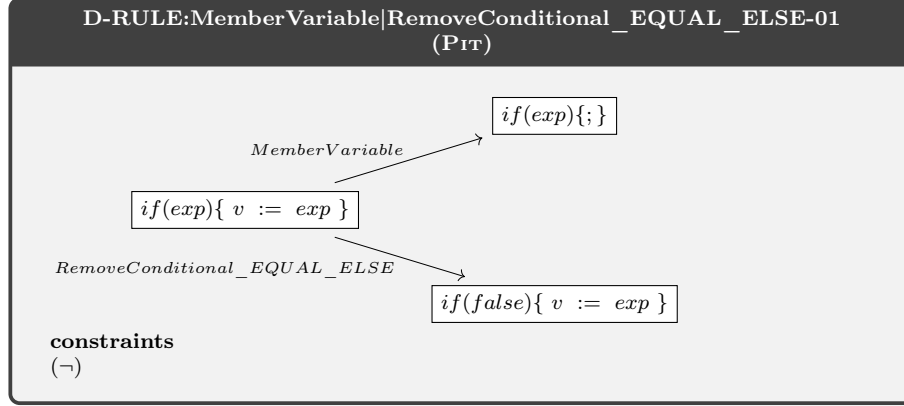 D-RULE:MemberVariable|RemoveConditional_EQUAL_ELSE-01
(PIT)
if(exp){; }
MemberVariable
if(exp){ v := exp }
RemoveConditional_EQUAL_ELSE
if(false){ v := exp }
constraints
(¬)